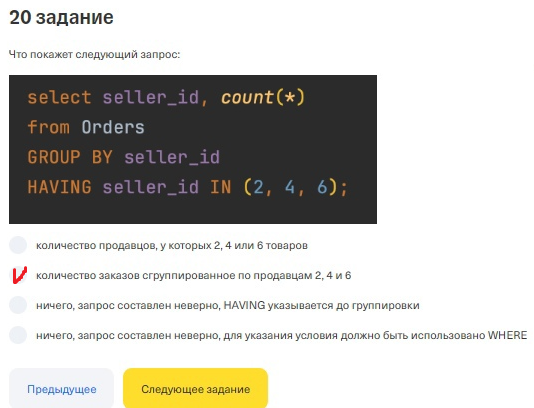 20 задание
Что покажет следующий запрос:
select seller_id, count(*)
from Orders
GROUP BY seller_id
HAVING seller_id IN (2, 4, 6);
количество продавцов, у которых 2, 4 или 6 товаров
количество заказов сгруппированное по продавцам 2, 4 и 6
ничего, запрос составлен неверно, HAVING указывается до группировки
ничего, запрос составлен неверно, для указания условия должно быть использовано WHERE
Предыдущее
Следующее задание